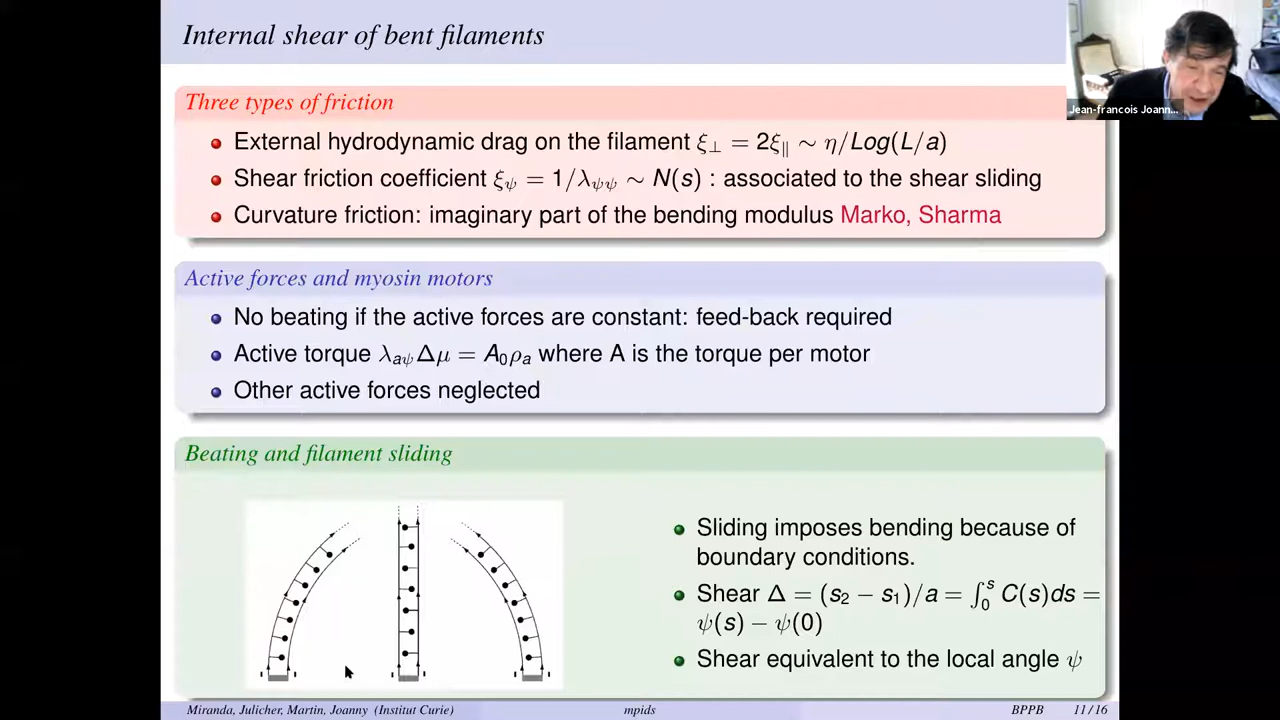 Internal shear of bent filaments
Jean-francois Joann...
Three types of friction
External hydrodynamic drag on the filament ξ⊥ = 2ξ∥ ∼ η/Log(L/a)
Shear friction coefficient ξψ = 1/λψψ ∼ N(s) : associated to the shear sliding
Curvature friction: imaginary part of the bending modulus Marko, Sharma
Active forces and myosin motors
No beating if the active forces are constant: feed-back required
Active torque λaψΔμ = A₀ρa where A is the torque per motor
Other active forces neglected
Beating and filament sliding
Sliding imposes bending because of
boundary conditions.
Shear Δ = (s₂ − s₁)/a = ∫₀ˢ C(s)ds =
ψ(s) − ψ(0)
Shear equivalent to the local angle ψ
Miranda, Julicher, Martin, Joanny (Institut Curie) mpids BPPB 11/16